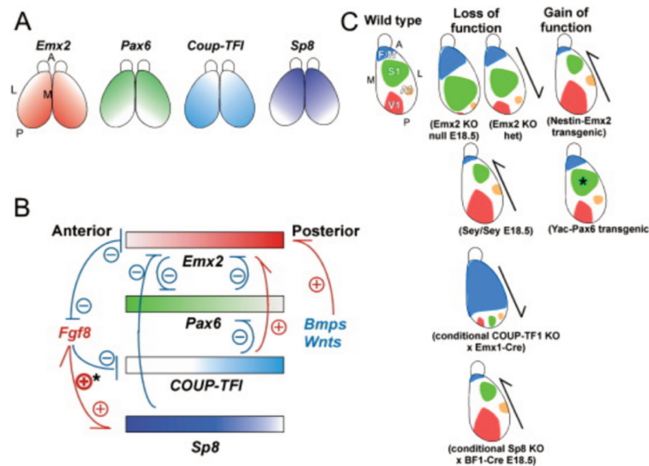 A
Emx2
Pax6
Coup-TFI
Sp8
A
L
M
P
B
Anterior
Posterior
Emx2
Pax6
COUP-TFI
Sp8
Fgf8
Bmps
Wnts
C
Wild type
Loss of
function
Gain of
function
A
F/M
S1
M
L
A1
V1
P
(Emx2 KO
null E18.5)
(Emx2 KO
het)
(Nestin-Emx2
transgenic)
(Sey/Sey E18.5)
(Yac-Pax6 transgenic
(conditional COUP-TF1 KO
x Emx1-Cre)
(conditional Sp8 KO
x BF1-Cre E18.5)